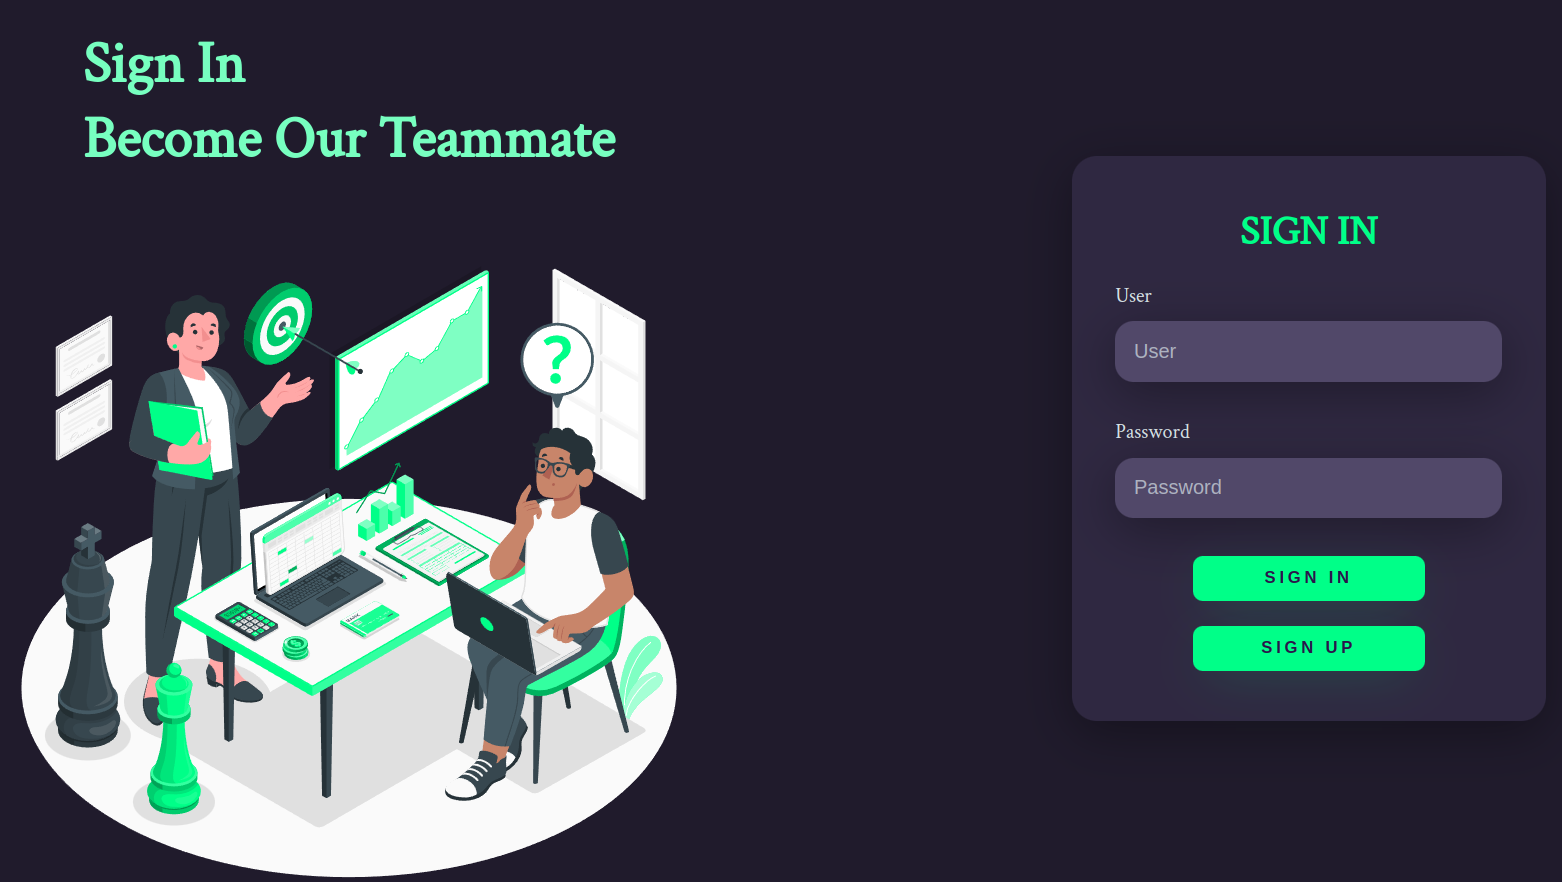 Sign In
Become Our Teammate
?
SIGN IN
User
User
Password
Password
SIGN IN
SIGN UP